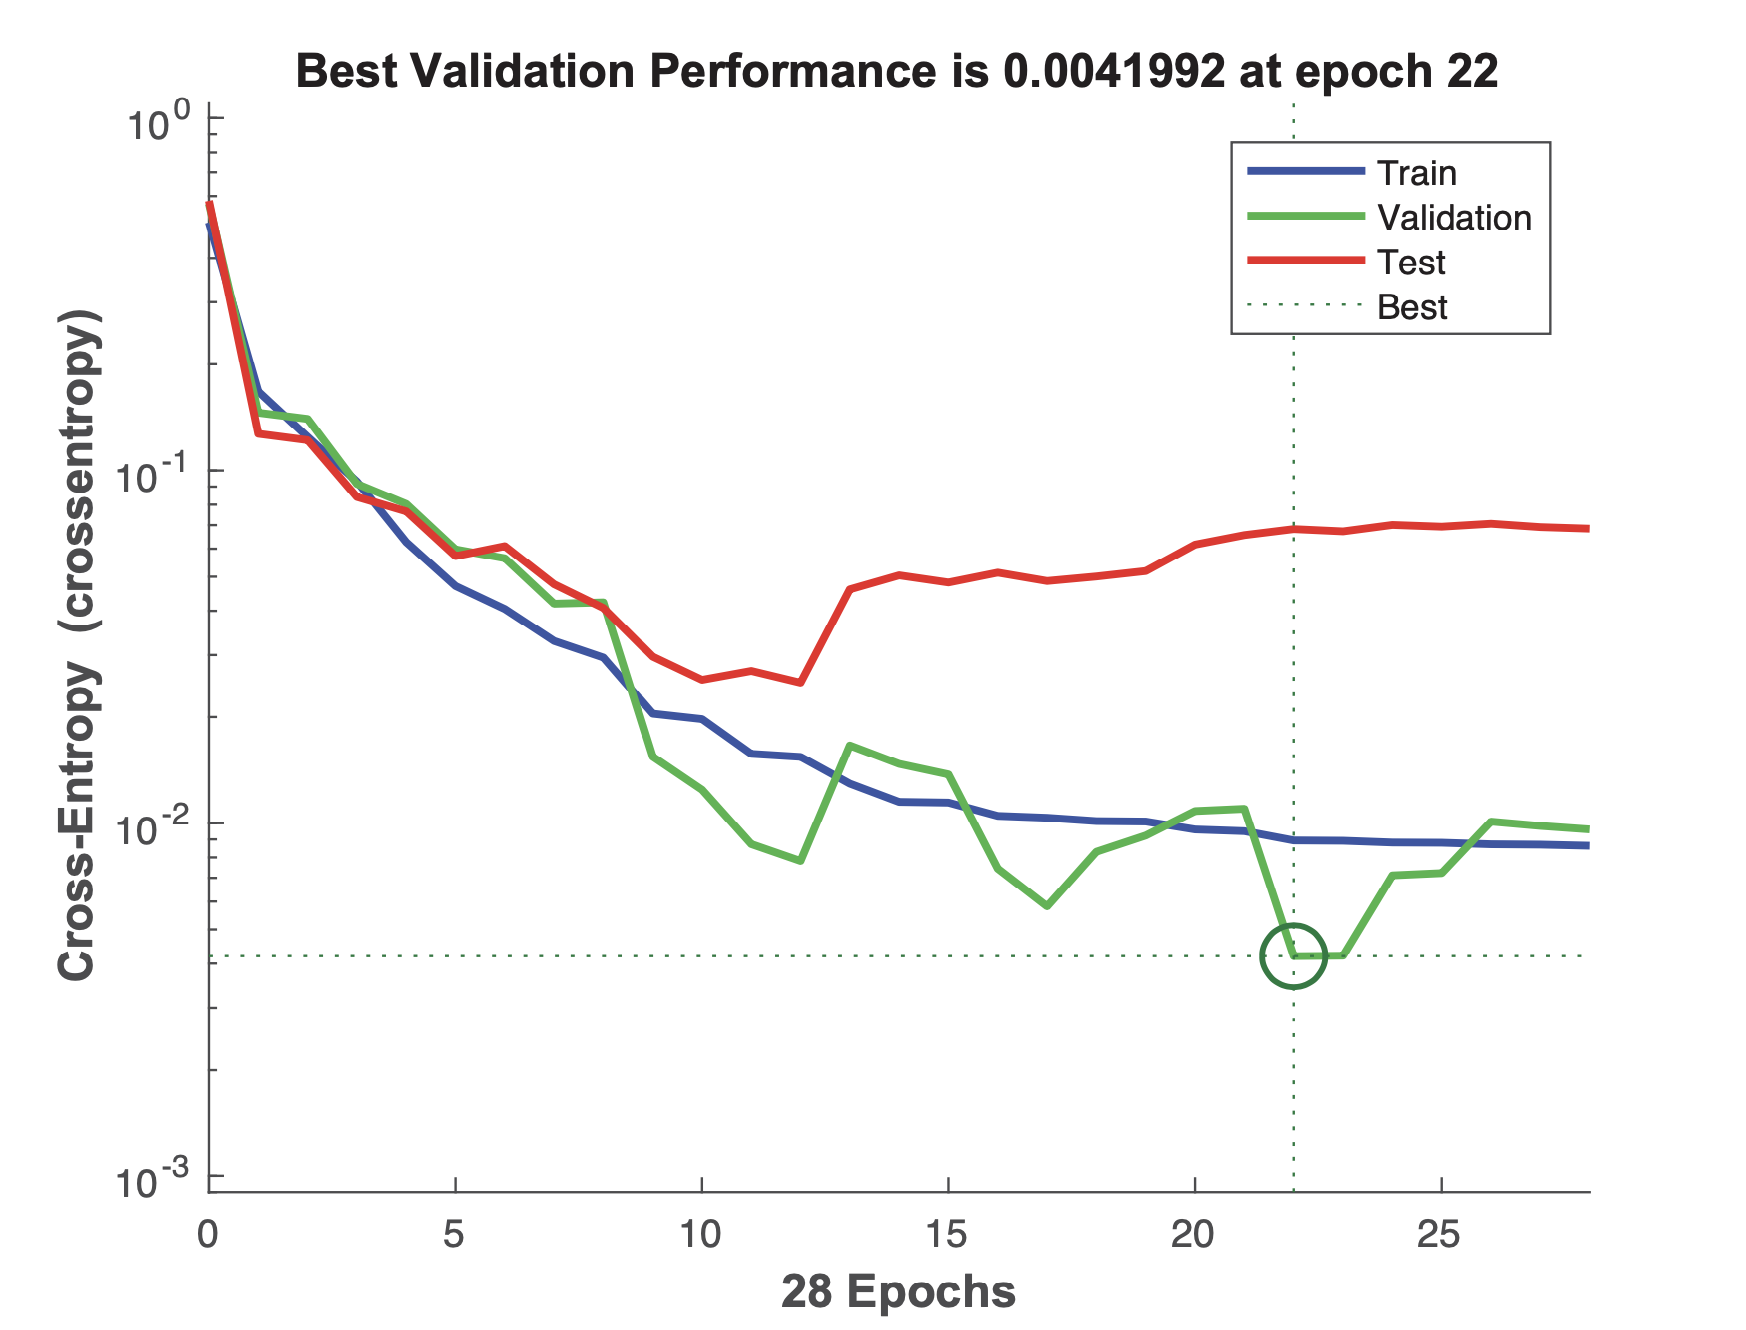 Best Validation Performance is 0.0041992 at epoch 22
10^0
10^-1
10^-2
10^-3
Cross-Entropy (crossentropy)
Train
Validation
Test
Best
0 5 10 15 20 25
28 Epochs